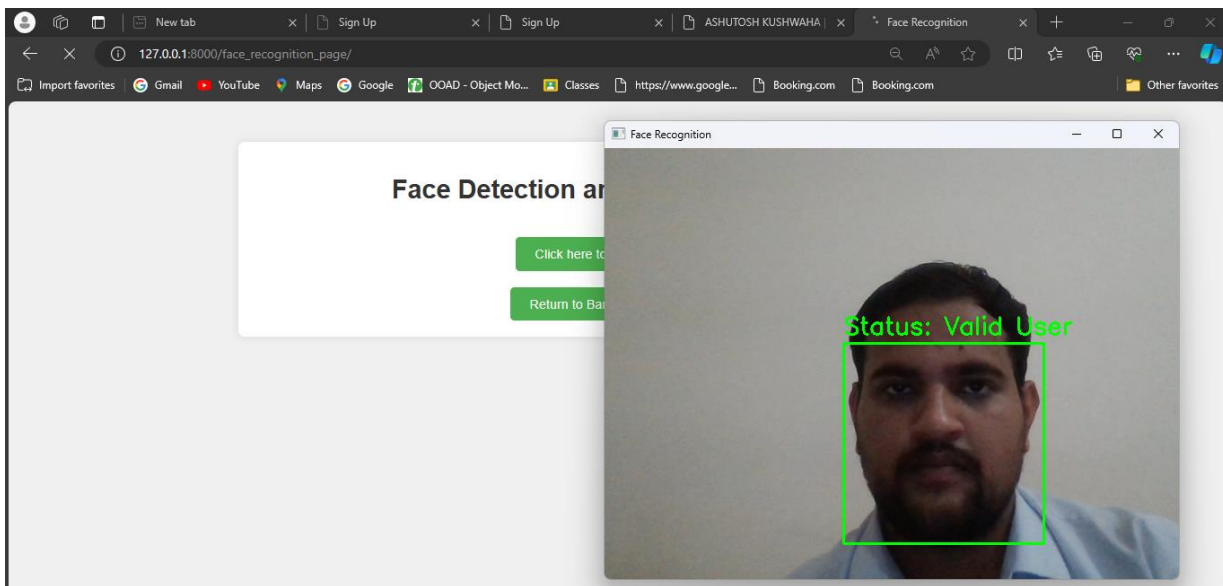 New tab
Sign Up
Sign Up
ASHUTOSH KUSHWAHA |
Face Recognition
127.0.0.1:8000/face_recognition_page/
Import favorites
Gmail
YouTube
Maps
Google
OOAD - Object Mo...
Classes
https://www.google...
Booking.com
Booking.com
Other favorites
Face Detection an
Click here to
Return to Ban
Face Recognition
Status: Valid User